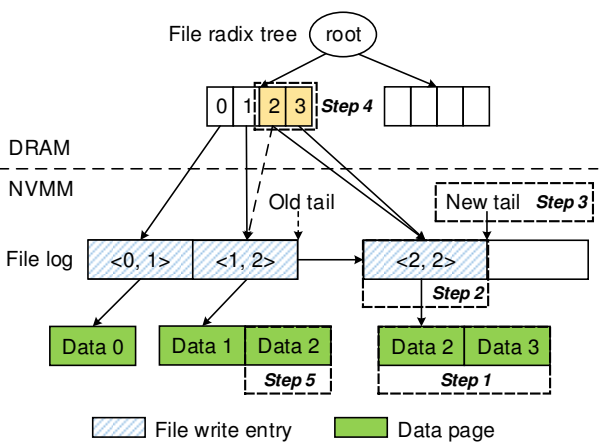 File radix tree
root
0 1 2 3
Step 4
DRAM
NVMM
Old tail
New tail Step 3
File log
<0, 1> <1, 2> <2, 2>
Step 2
Data 0 Data 1 Data 2 Data 2 Data 3
Step 5 Step 1
File write entry Data page